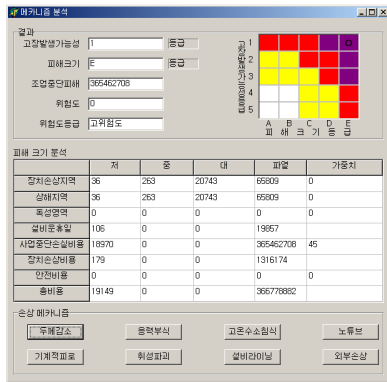 메카니즘 분석
결과
고장발생가능성 1 등급
피해크기 E 등급
조업중단피해 365462708
위험도 0
위험도등급 고위험도
1
2
3
4
5
A B C D E
피 해 크 기 등 급
피해 크기 분석
저 중 대 파열 가중치
장치손상지역 36 263 20743 65809 0
상해지역 36 263 20743 65809 0
독성영역 0 0 0 0 0
설비운휴일 106 0 0 19857
사업중단손실비용 18970 0 0 365462708 45
장치손상비용 179 0 0 1316174
안전비용 0 0 0 0 0
총비용 19149 0 0 366778882
손상 메카니즘
두께감소 응력부식 고온수소침식 노튜브
기계적피로 취성파괴 설비라이닝 외부손상